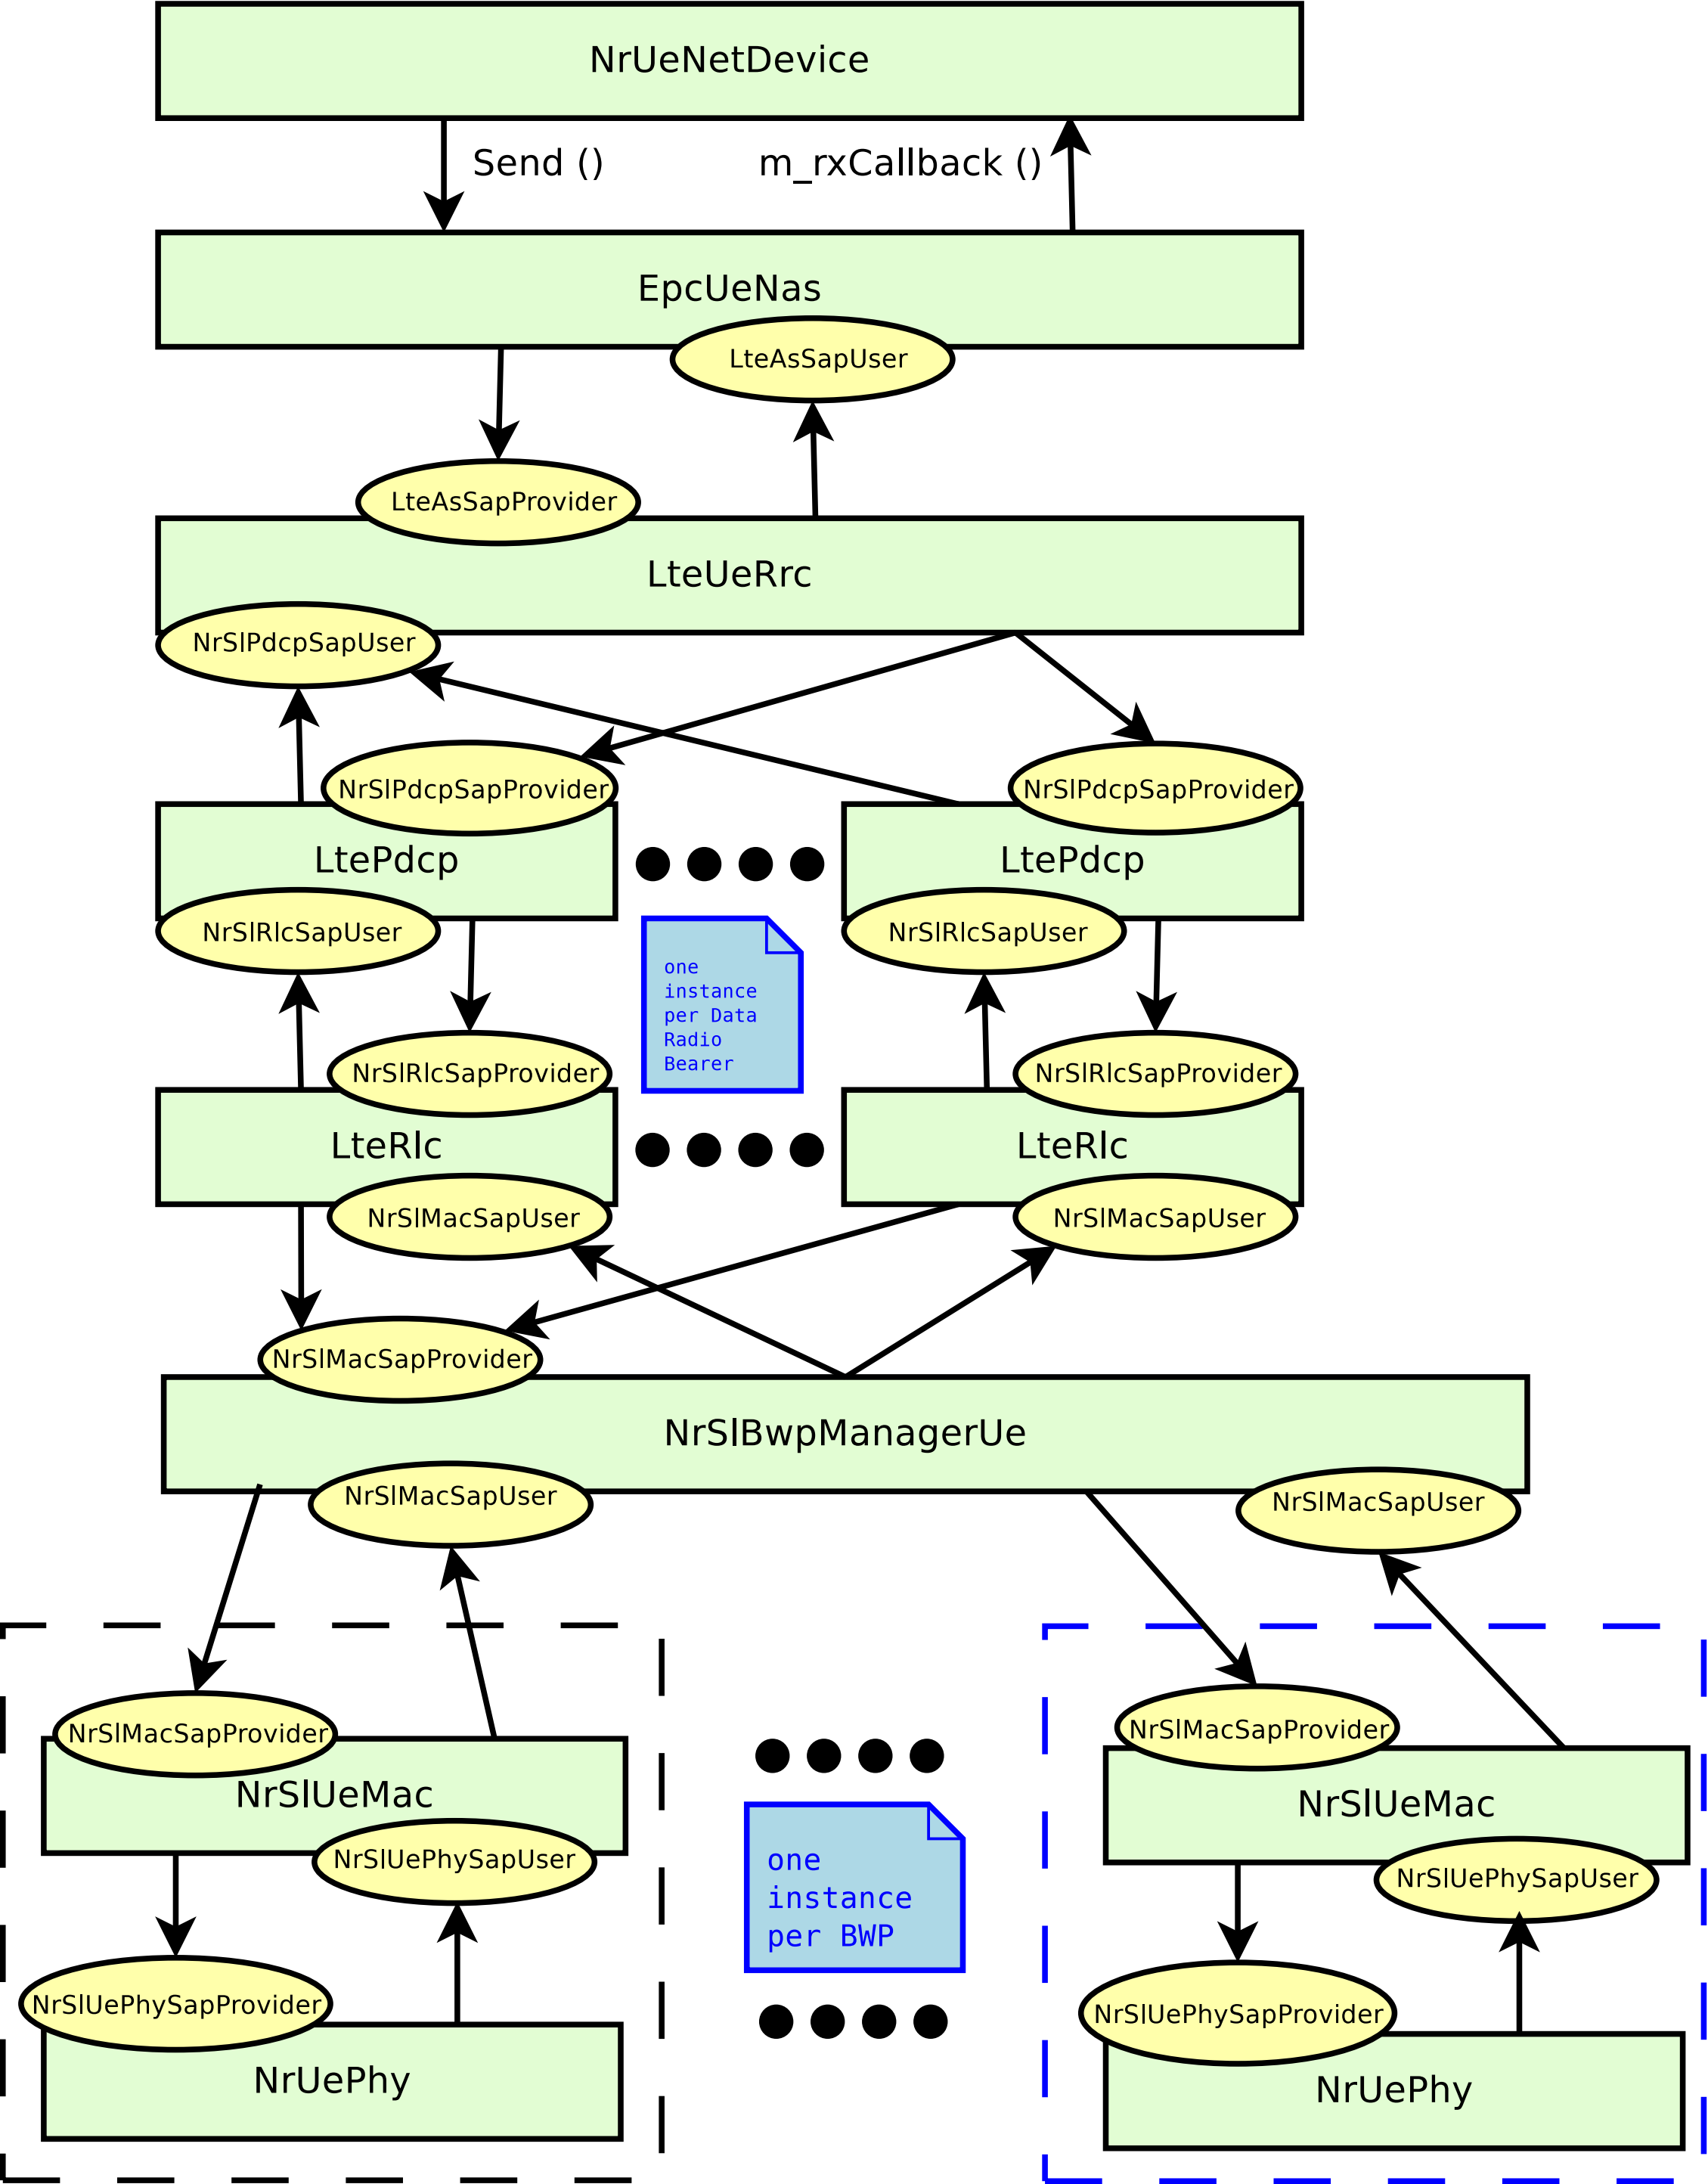 NrUeNetDevice
Send ()
m_rxCallback ()
EpcUeNas
LteAsSapUser
LteAsSapProvider
LteUeRrc
NrSlPdcpSapUser
NrSlPdcpSapProvider
NrSlPdcpSapProvider
LtePdcp
LtePdcp
NrSlRlcSapUser
NrSlRlcSapUser
one
instance
per Data
Radio
Bearer
NrSlRlcSapProvider
NrSlRlcSapProvider
LteRlc
LteRlc
NrSlMacSapUser
NrSlMacSapUser
NrSlMacSapProvider
NrSlBwpManagerUe
NrSlMacSapUser
NrSlMacSapUser
NrSlMacSapProvider
NrSlMacSapProvider
NrSlUeMac
NrSlUeMac
NrSlUePhySapUser
NrSlUePhySapUser
one
instance
per BWP
NrSlUePhySapProvider
NrSlUePhySapProvider
NrUePhy
NrUePhy